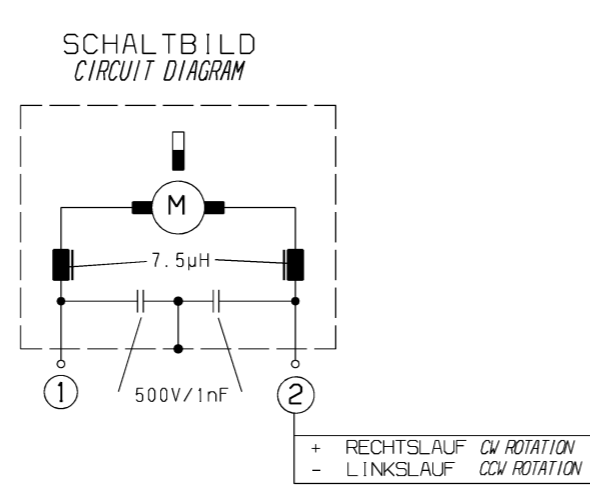 SCHALTBILD
CIRCUIT DIAGRAM
M
7.5µH
1
500V/1nF
2
+ RECHTSLAUF CW ROTATION
- LINKSLAUF CCW ROTATION